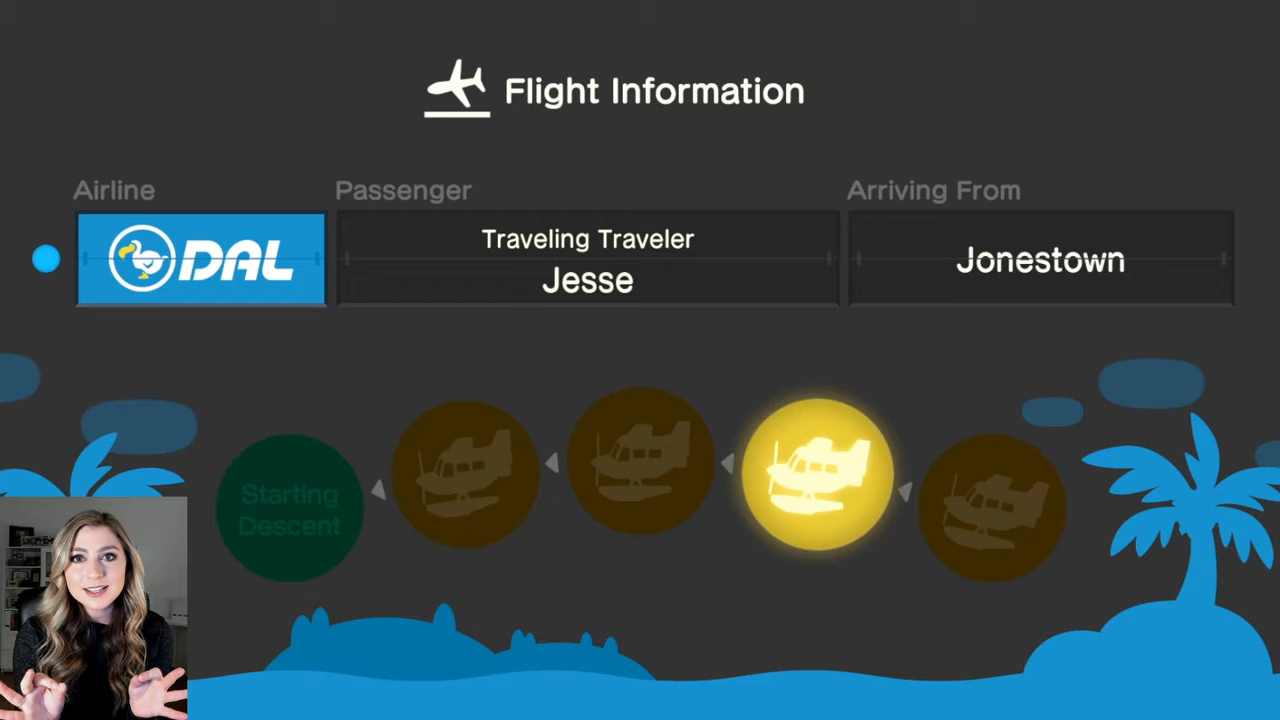 Flight Information
Airline
Passenger
Arriving From
DAL
Traveling Traveler
Jesse
Jonestown
Starting
Descent